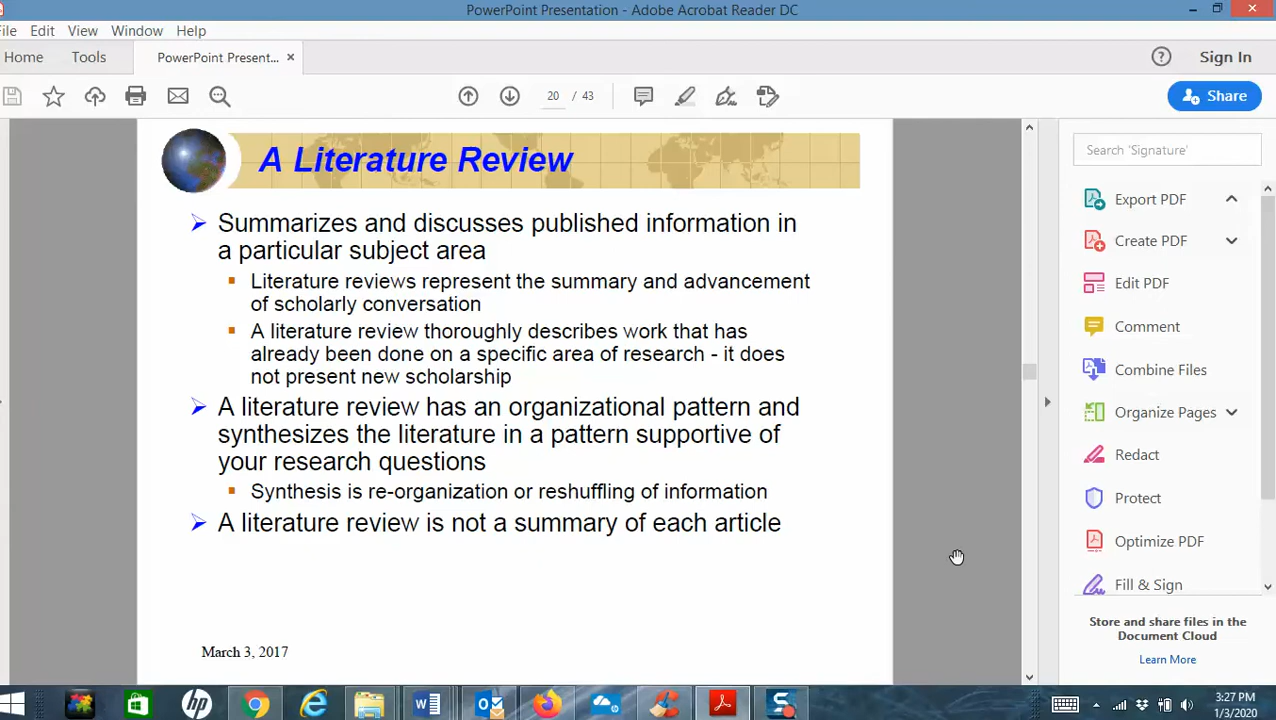 PowerPoint Presentation - Adobe Acrobat Reader DC
File Edit View Window Help
Home Tools PowerPoint Present... × Sign In
20 / 43 Share
A Literature Review
Search 'Signature'
Summarizes and discusses published information in
a particular subject area
Literature reviews represent the summary and advancement
of scholarly conversation
A literature review thoroughly describes work that has
already been done on a specific area of research - it does
not present new scholarship
A literature review has an organizational pattern and
synthesizes the literature in a pattern supportive of
your research questions
Synthesis is re-organization or reshuffling of information
A literature review is not a summary of each article
March 3, 2017
Export PDF
Create PDF
Edit PDF
Comment
Combine Files
Organize Pages
Redact
Protect
Optimize PDF
Fill & Sign
Store and share files in the
Document Cloud
Learn More
3:27 PM
1/3/2020